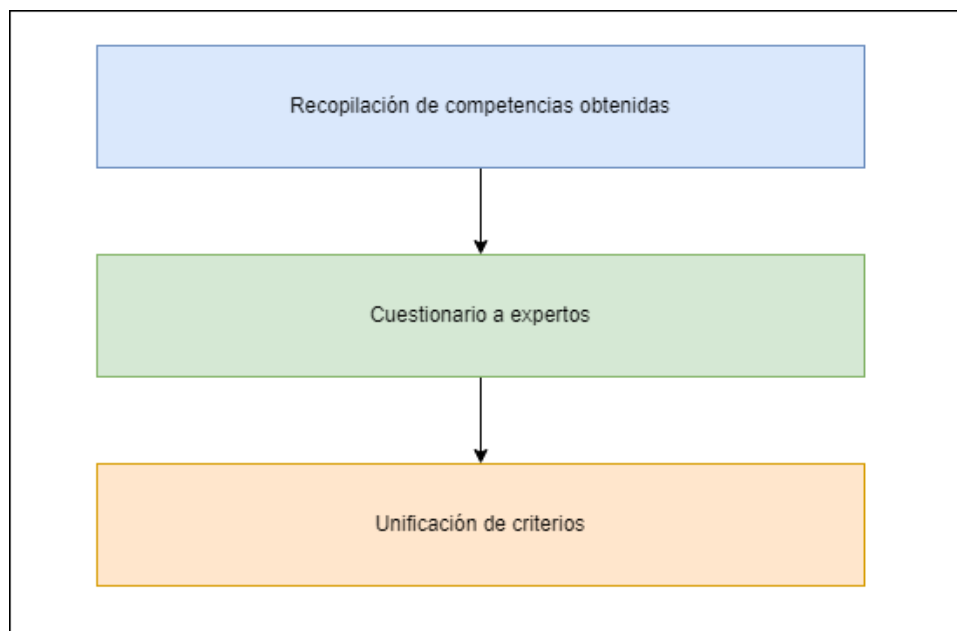 Recopilación de competencias obtenidas
Cuestionario a expertos
Unificación de criterios